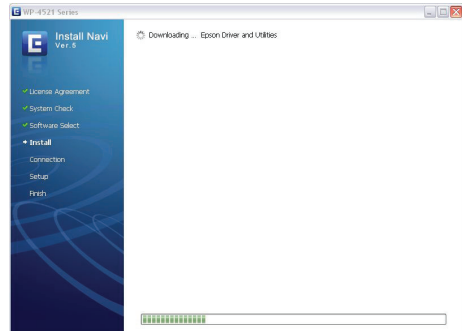 WP-4521 Series
E Install Navi
Ver.5
Downloading ... Epson Driver and Utilities
License Agreement
System Check
Software Select
Install
Connection
Setup
Finish